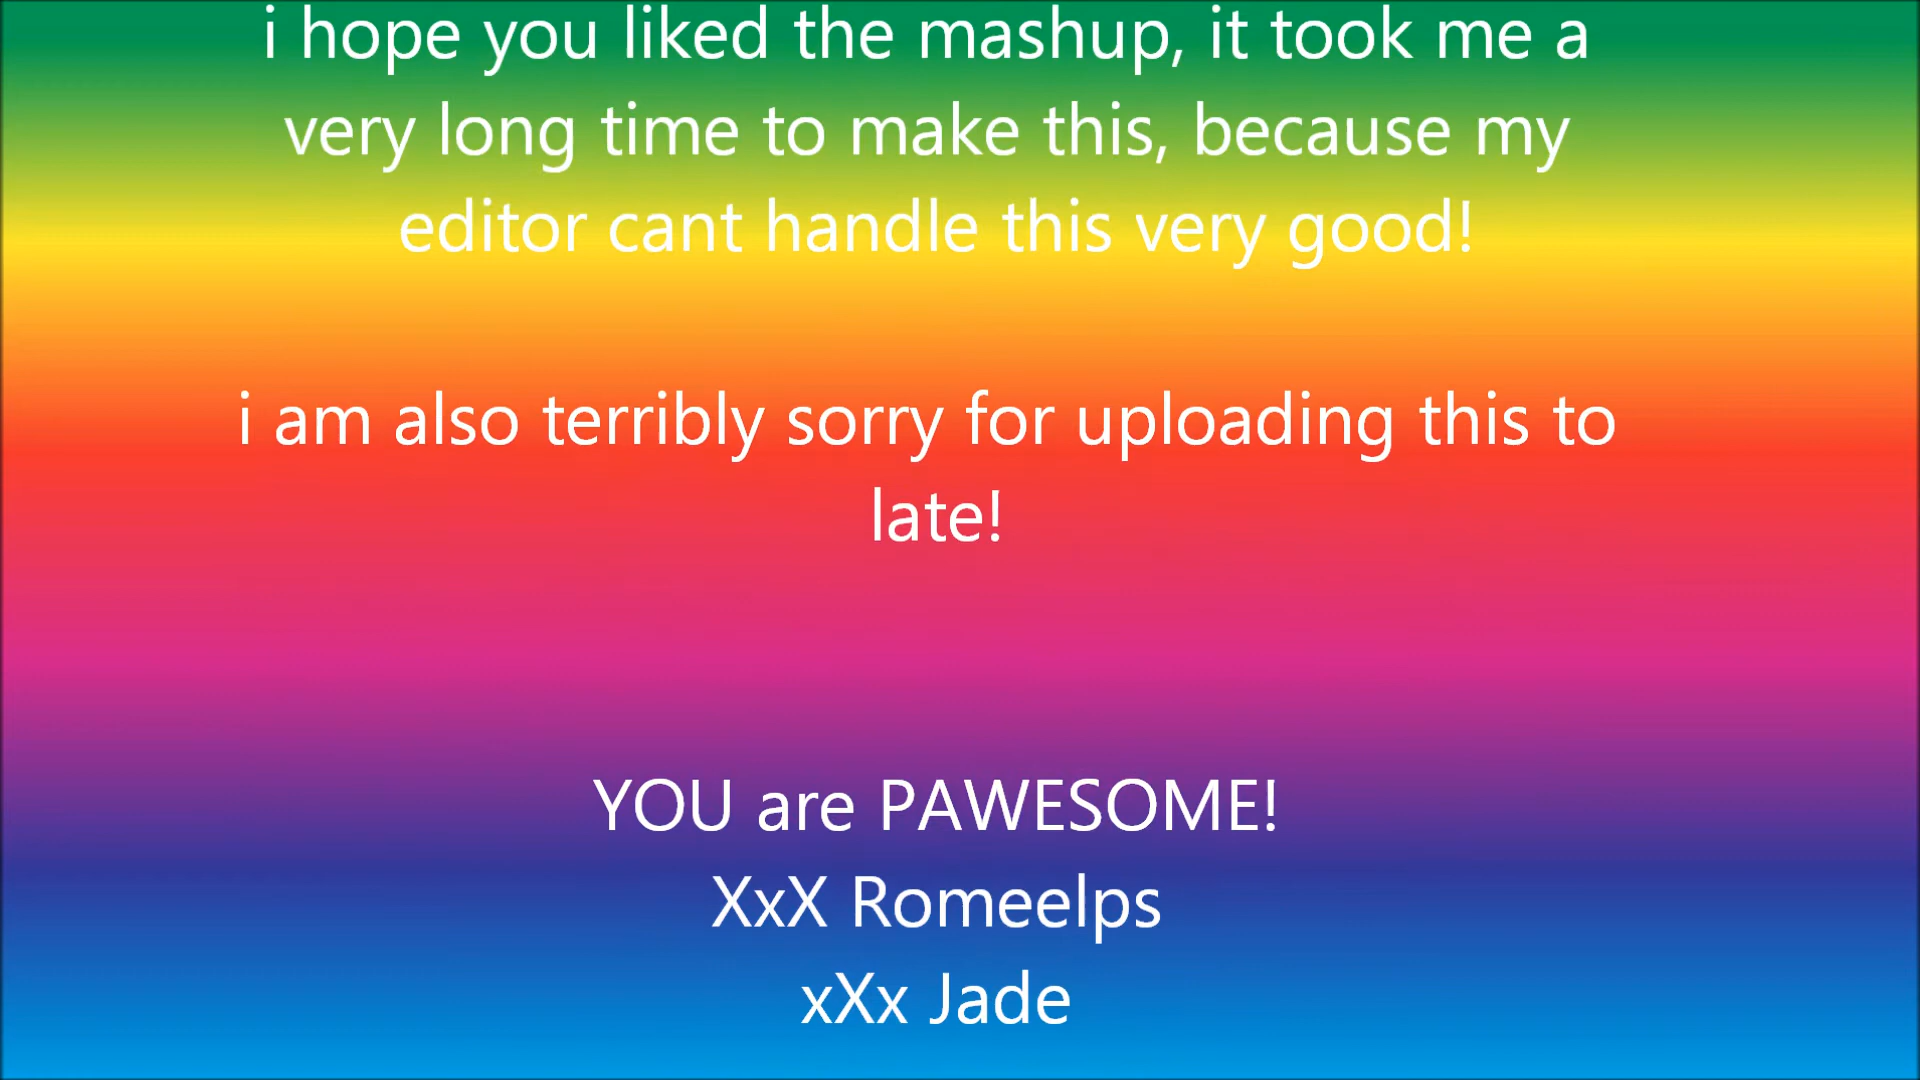 i hope you liked the mashup, it took me a
very long time to make this, because my
editor cant handle this very good!
i am also terribly sorry for uploading this to
late!
YOU are PAWESOME!
XxX Romeelps
xXx Jade